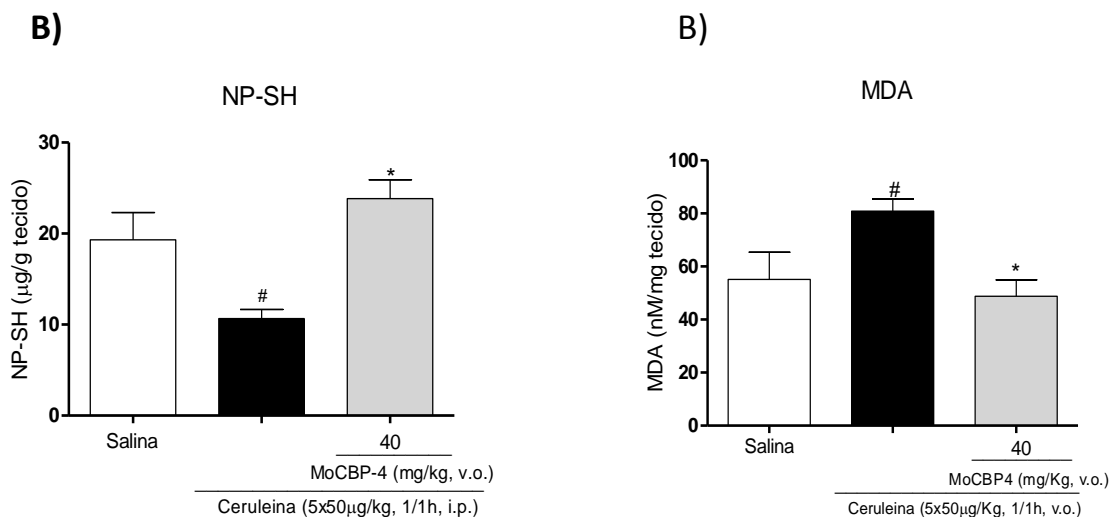 B)
NP-SH
NP-SH (μg/g tecido)
30
20
10
0
#
*
Salina
40
MoCBP-4 (mg/kg, v.o.)
Ceruleina (5x50μg/kg, 1/1h, i.p.)
B)
MDA
MDA (nM/mg tecido)
100
80
60
40
20
0
#
*
Salina
40
MoCBP4 (mg/Kg, v.o.)
Ceruleina (5x50μg/Kg, 1/1h, v.o.)